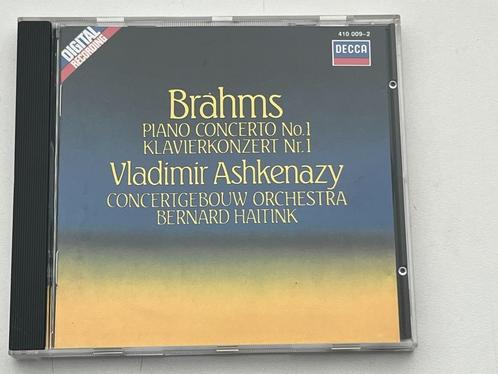 DIGITAL
RECORDING
410 009-2
DECCA
Brahms
PIANO CONCERTO No.1
KLAVIERKONZERT Nr.1
Vladimir Ashkenazy
CONCERTGEBOUW ORCHESTRA
BERNARD HAITINK